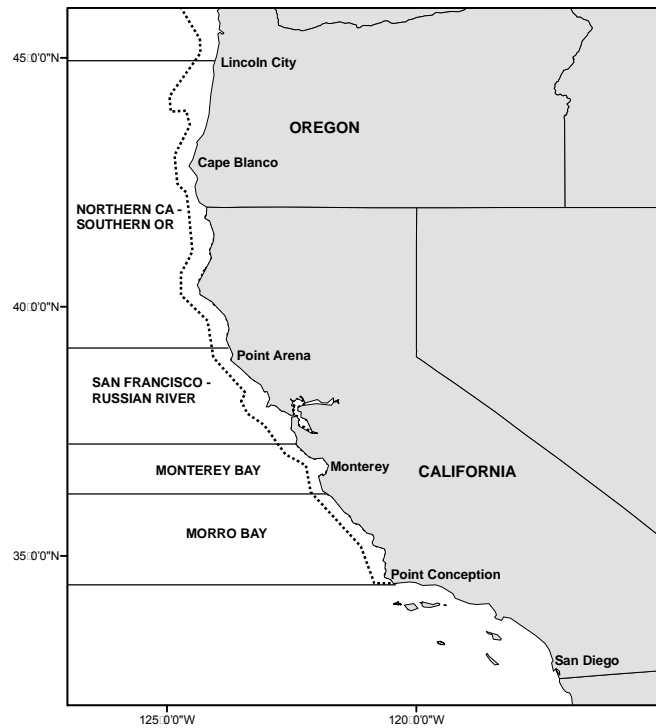 45°0'0"N
Lincoln City
OREGON
Cape Blanco
NORTHERN CA -
SOUTHERN OR
40°0'0"N
Point Arena
SAN FRANCISCO -
RUSSIAN RIVER
MONTEREY BAY
Monterey
CALIFORNIA
MORRO BAY
35°0'0"N
Point Conception
San Diego
125°0'0"W
120°0'0"W